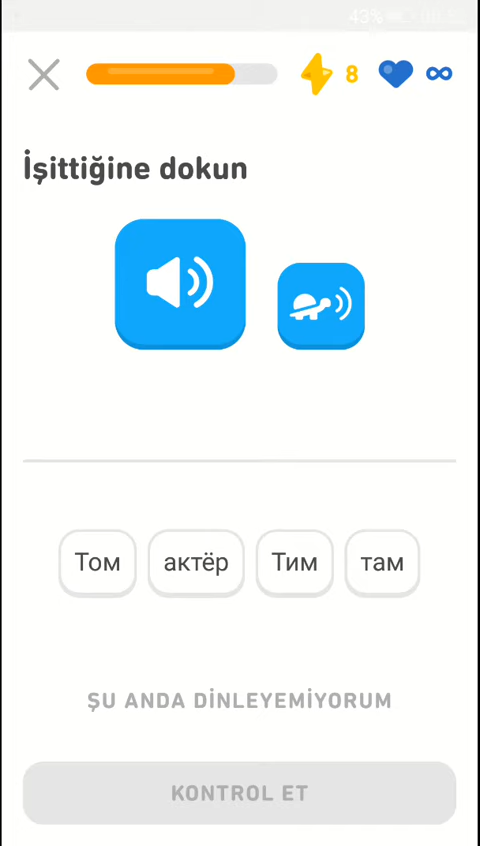 43%
8
İşittiğine dokun
Том актёр Тим там
ŞU ANDA DİNLEYEMİYORUM
KONTROL ET